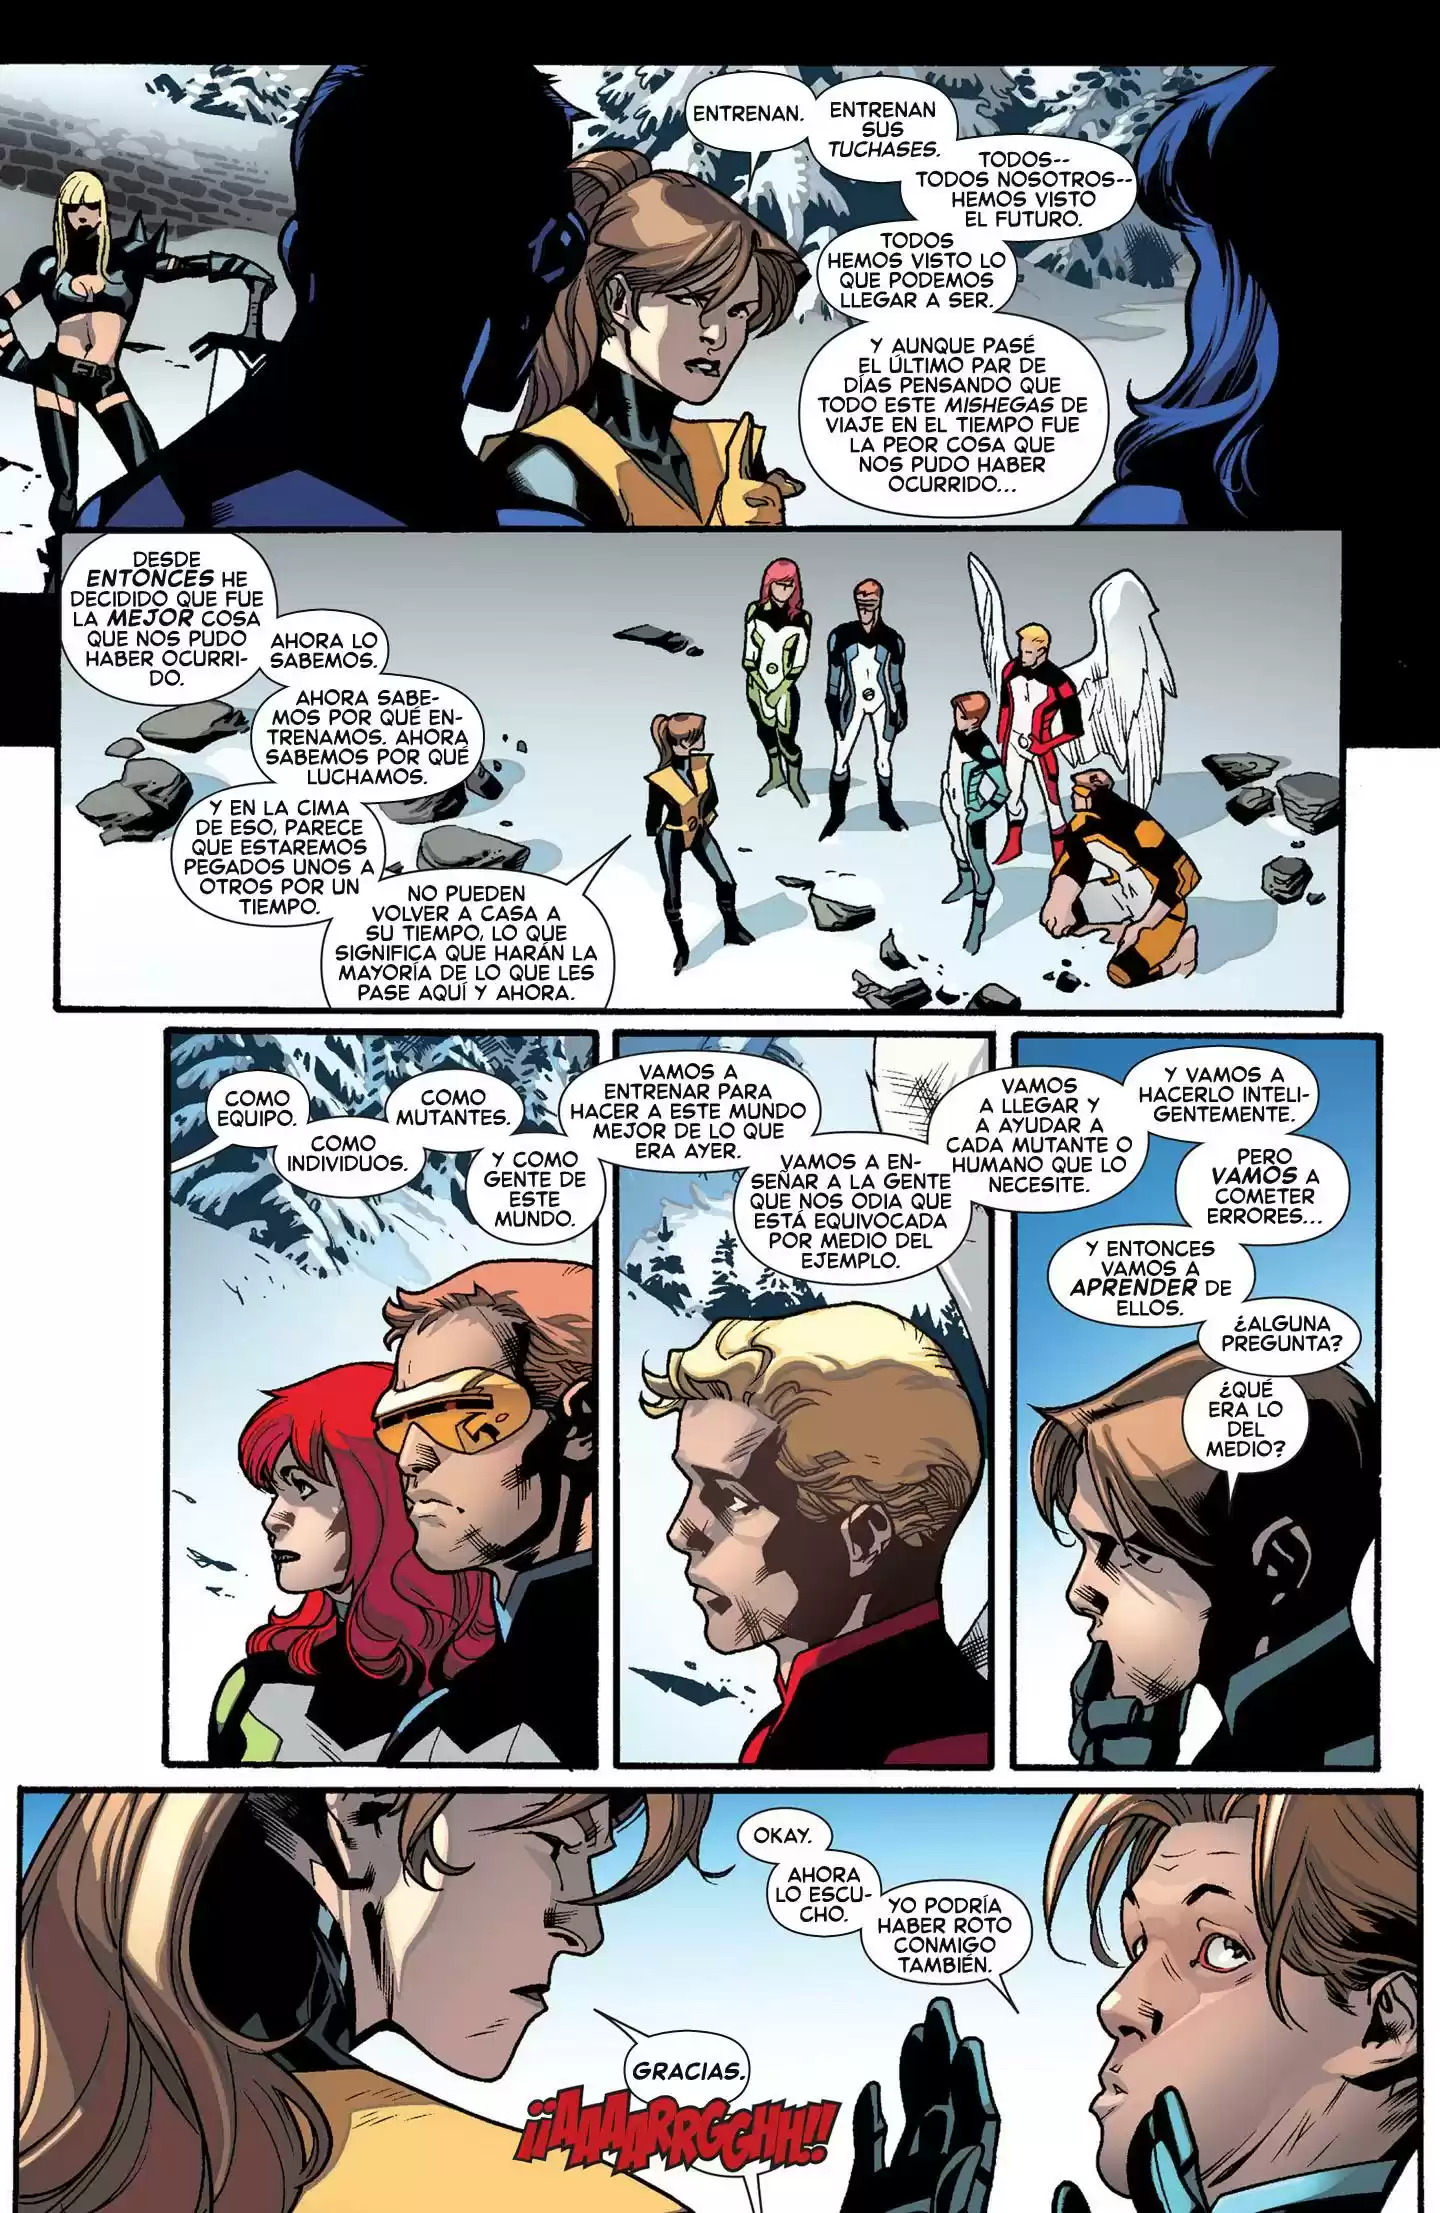 ENTRENAN.
ENTRENAN
SUS
TUCHASES.
TODOS--
TODOS NOSOTROS--
HEMOS VISTO
EL FUTURO.
TODOS
HEMOS VISTO LO
QUE PODEMOS
LLEGAR A SER.
Y AUNQUE PASÉ
EL ÚLTIMO PAR DE
DÍAS PENSANDO QUE
TODO ESTE MISHEGAS DE
VIAJE EN EL TIEMPO FUE
LA PEOR COSA QUE
NOS PUDO HABER
OCURRIDO...
DESDE
ENTONCES HE
DECIDIDO QUE FUE
LA MEJOR COSA
QUE NOS PUDO
HABER OCURRI-
DO.
AHORA LO
SABEMOS.
AHORA SABE-
MOS POR QUÉ EN-
TRENAMOS. AHORA
SABEMOS POR QUÉ
LUCHAMOS.
Y EN LA CIMA
DE ESO, PARECE
QUE ESTAREMOS
PEGADOS UNOS A
OTROS POR UN
TIEMPO.
NO PUEDEN
VOLVER A CASA A
SU TIEMPO, LO QUE
SIGNIFICA QUE HARÁN LA
MAYORÍA DE LO QUE LES
PASE AQUÍ Y AHORA.
COMO
EQUIPO.
COMO
INDIVIDUOS.
COMO
MUTANTES.
Y COMO
GENTE DE
ESTE
MUNDO.
VAMOS A
ENTRENAR PARA
HACER A ESTE MUNDO
MEJOR DE LO QUE
ERA AYER.
VAMOS A EN-
SEÑAR A LA GENTE
QUE NOS ODIA QUE
ESTÁ EQUIVOCADA
POR MEDIO DEL
EJEMPLO.
VAMOS
A LLEGAR Y
A AYUDAR A
CADA MUTANTE O
HUMANO QUE LO
NECESITE.
Y VAMOS A
HACERLO INTELI-
GENTEMENTE.
PERO
VAMOS A
COMETER
ERRORES...
Y ENTONCES
VAMOS A
APRENDER DE
ELLOS.
¿ALGUNA
PREGUNTA?
¿QUÉ
ERA LO
DEL
MEDIO?
OKAY.
AHORA
LO ESCU-
CHO.
YO PODRÍA
HABER ROTO
CONMIGO
TAMBIÉN.
GRACIAS.
¡¡AAAARRGGHH!!